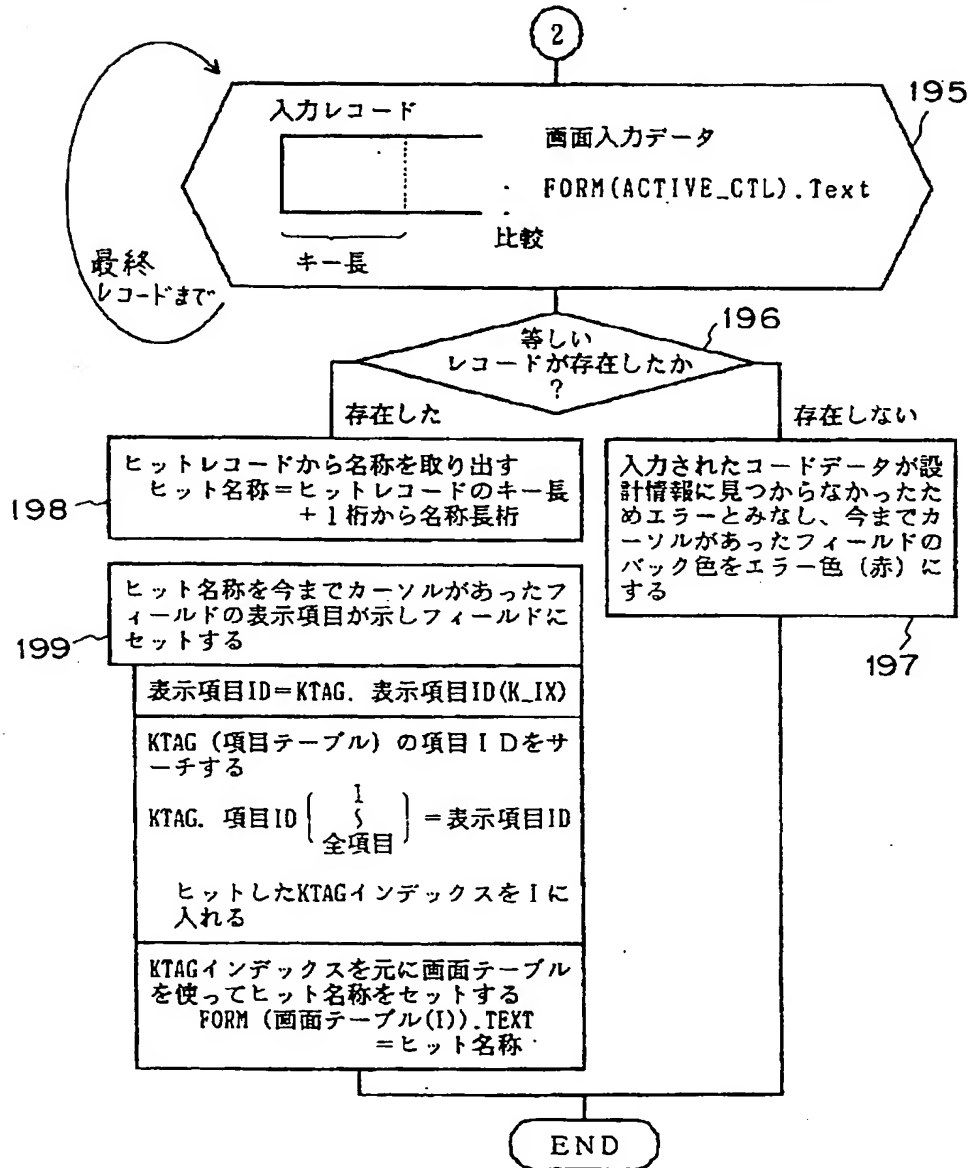 2
195
入力レコード
画面入力データ
FORM(ACTIVE_CTL).Text
比較
キー長
最終
レコードまで
196
等しい
レコードが存在したか
?
存在した
存在しない
198
ヒットレコードから名称を取り出す
ヒット名称=ヒットレコードのキー長
+1桁から名称長桁
入力されたコードデータが設
計情報に見つからなかったた
めエラーとみなし、今までカ
ーソルがあったフィールドの
バック色をエラー色(赤)に
する
197
199
ヒット名称を今までカーソルがあったフ
ィールドの表示項目が示しフィールドに
セットする
表示項目ID=KTAG. 表示項目ID(K_IX)
KTAG(項目テーブル)の項目IDをサ
ーチする
1
KTAG. 項目ID ∫ =表示項目ID
全項目
ヒットしたKTAGインデックスをIに
入れる
KTAGインデックスを元に画面テーブル
を使ってヒット名称をセットする
FORM(画面テーブル(I)).TEXT
=ヒット名称
END